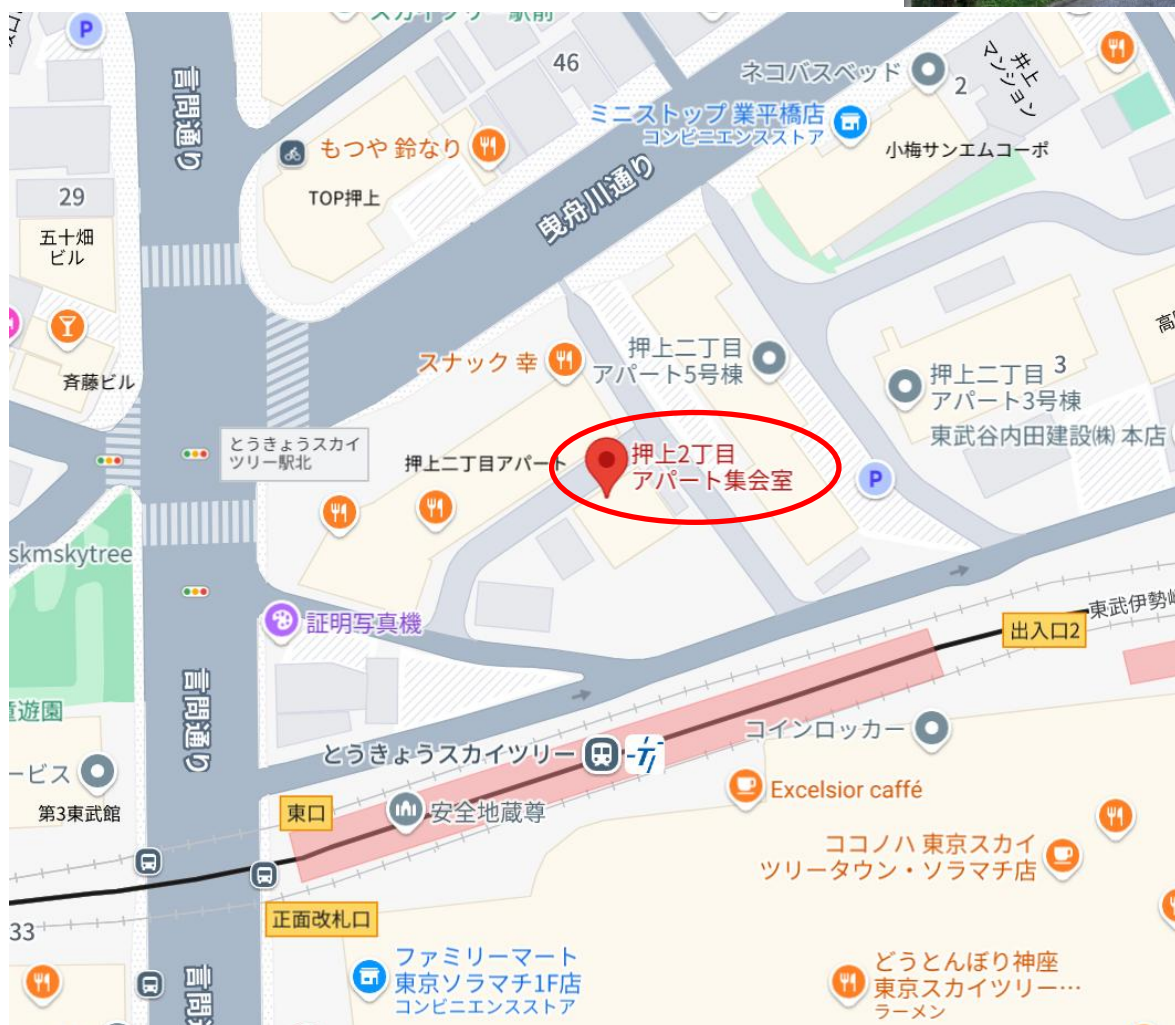 スカイツリー駅前
P
46
言問通り
ネコバスベッド
2
井上
マンション
ミニストップ 業平橋店
コンビニエンスストア
もつや 鈴なり
小梅サンエムコーポ
29
TOP押上
曳舟川通り
五十畑
ビル
スナック 幸
押上二丁目
アパート5号棟
斉藤ビル
押上二丁目
アパート3号棟
3
東武谷内田建設㈱ 本店
とうきょうスカイ
ツリー駅北
押上二丁目アパート
押上2丁目
アパート集会室
P
skmskytree
証明写真機
出入口2
東武伊勢崎
言問通り
遊園
コインロッカー
とうきょうスカイツリー
ービス
第3東武館
東口
安全地蔵尊
Excelsior caffé
ココノハ 東京スカイ
ツリータウン・ソラマチ店
正面改札口
33
ファミリーマート
東京ソラマチ1F店
コンビニエンスストア
どうとんぼり神座
東京スカイツリー…
ラーメン
言問